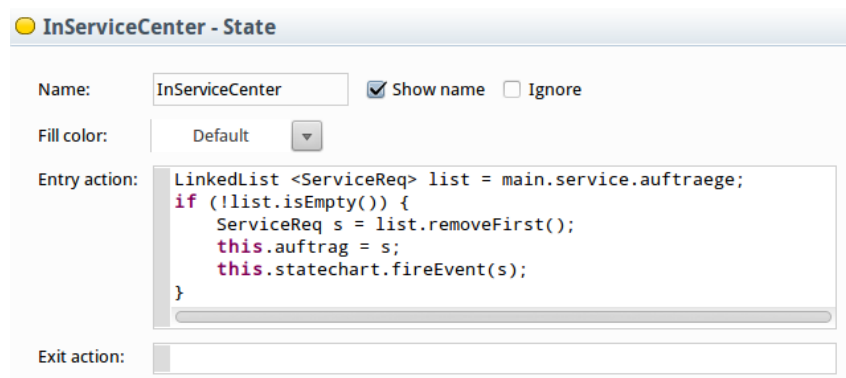 InServiceCenter - State
Name: InServiceCenter Show name Ignore
Fill color: Default
Entry action: LinkedList <ServiceReq> list = main.service.auftraege;
if (!list.isEmpty()) {
    ServiceReq s = list.removeFirst();
    this.auftrag = s;
    this.statechart.fireEvent(s);
}
Exit action: